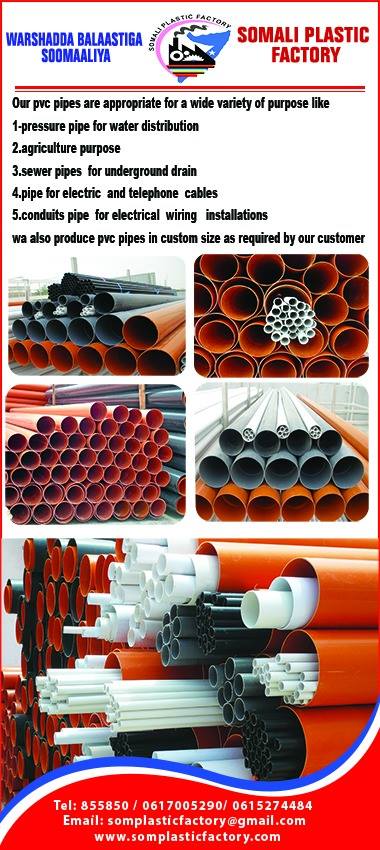 WARSHADDA BALAASTIGA
SOOMAALIYA
SOMALI PLASTIC FACTORY
SOMALI PLASTIC
FACTORY
Our pvc pipes are appropriate for a wide variety of purpose like
1-pressure pipe for water distribution
2.agriculture purpose
3.sewer pipes for underground drain
4.pipe for electric and telephone cables
5.conduits pipe for electrical wiring installations
wa also produce pvc pipes in custom size as required by our customer
Tel: 855850 / 0617005290/ 0615274484
Email: somplasticfactory@gmail.com
www.somplasticfactory.com